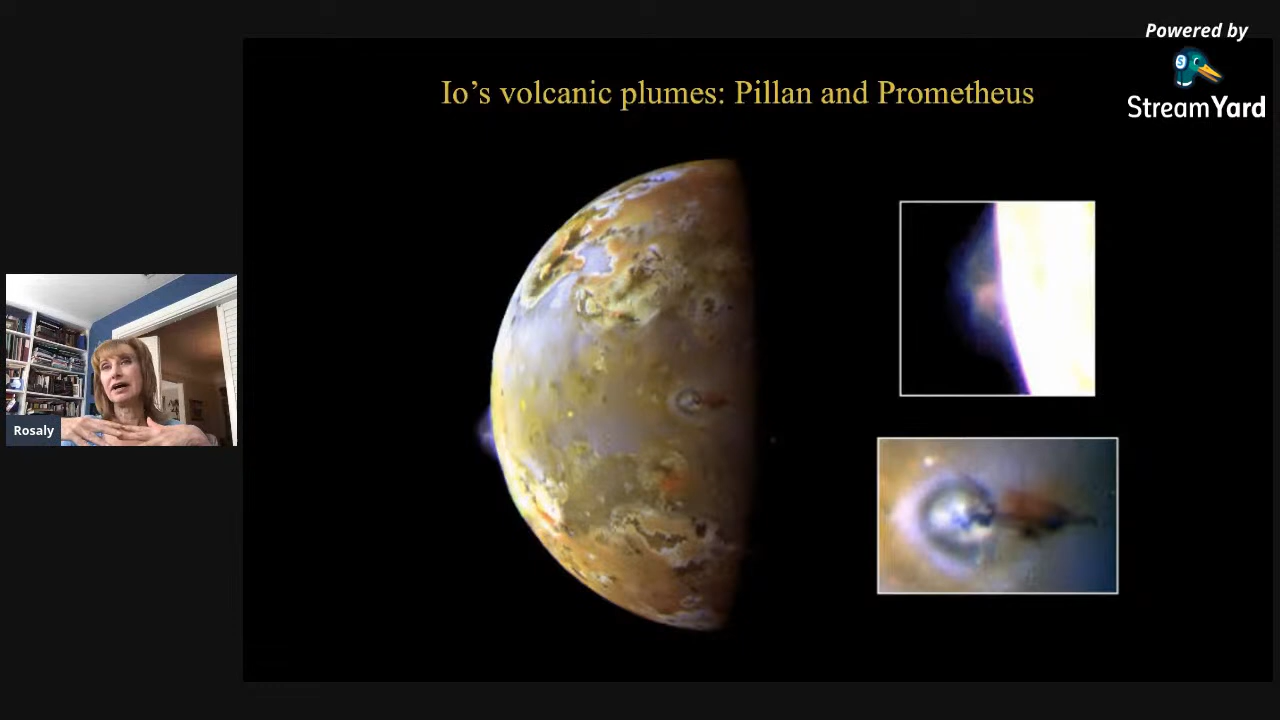 Powered by
StreamYard
Io’s volcanic plumes: Pillan and Prometheus
Rosaly